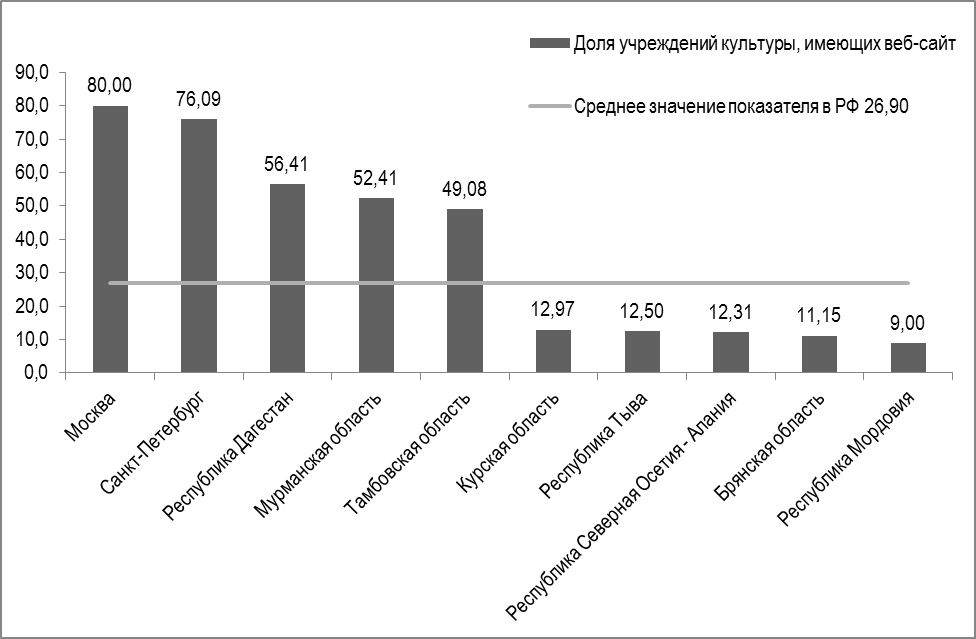 Доля учреждений культуры, имеющих веб-сайт
Среднее значение показателя в РФ 26,90
90,0
80,0
70,0
60,0
50,0
40,0
30,0
20,0
10,0
0,0
80,00
76,09
56,41
52,41
49,08
12,97
12,50
12,31
11,15
9,00
Москва
Санкт-Петербург
Республика Дагестан
Мурманская область
Тамбовская область
Курская область
Республика Тыва
Республика Северная Осетия - Алания
Брянская область
Республика Мордовия